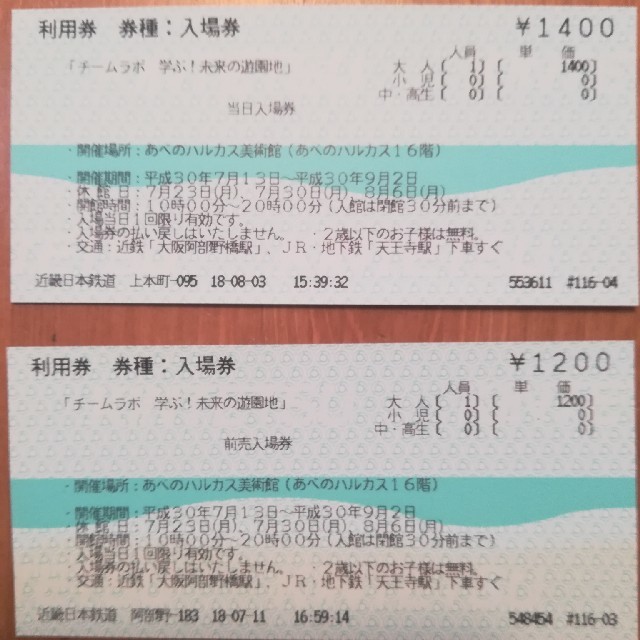 利用券 券種：入場券 ￥1400
人員 単 価
「チームラボ 学ぶ！未来の遊園地」 大 人 〔 1〕〔 1400〕
小 児 〔 0〕〔 0〕
中・高生 〔 0〕〔 0〕
当日入場券
・開催場所：あべのハルカス美術館（あべのハルカス１６階）
・開催期間：平成３０年７月１３日～平成３０年９月２日
・休 館 日：７月２３日（月）、７月３０日（月）、８月６日（月）
・開館時間：１０時００分～２０時００分（入館は閉館３０分前まで）
・入場当日１回限り有効です。
・入場券の払い戻しはいたしません。 ・２歳以下のお子様は無料。
・交通：近鉄「大阪阿部野橋駅」、ＪＲ・地下鉄「天王寺駅」下車すぐ
近畿日本鉄道 上本町-095 18-08-03 15:39:32 553611 #116-04
利用券 券種：入場券 ￥1200
人員 単 価
「チームラボ 学ぶ！未来の遊園地」 大 人 〔 1〕〔 1200〕
小 児 〔 0〕〔 0〕
中・高生 〔 0〕〔 0〕
前売入場券
・開催場所：あべのハルカス美術館（あべのハルカス１６階）
・開催期間：平成３０年７月１３日～平成３０年９月２日
・休 館 日：７月２３日（月）、７月３０日（月）、８月６日（月）
・開館時間：１０時００分～２０時００分（入館は閉館３０分前まで）
・入場当日１回限り有効です。
・入場券の払い戻しはいたしません。 ・２歳以下のお子様は無料。
・交通：近鉄「大阪阿部野橋駅」、ＪＲ・地下鉄「天王寺駅」下車すぐ
近畿日本鉄道 阿部野-183 18-07-11 16:59:14 548454 #116-03